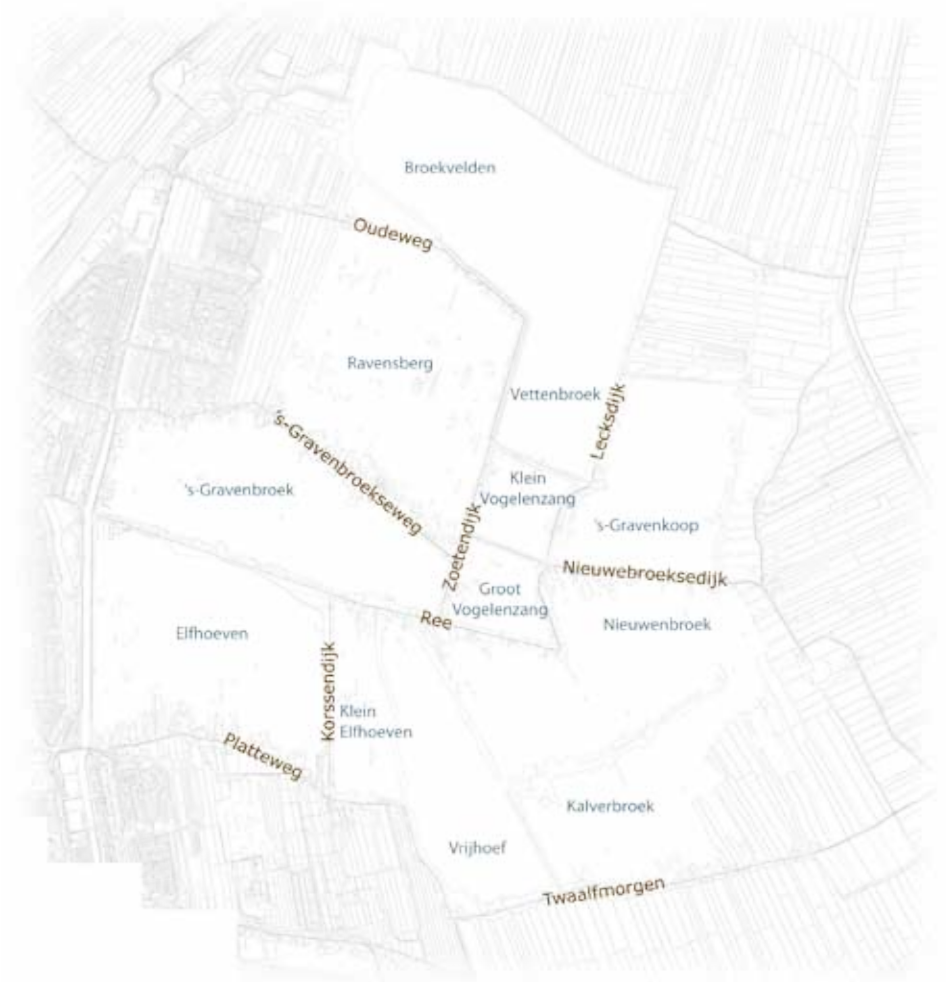 Broekvelden
Oudeweg
Ravensberg
Vettenbroek
Lecksdijk
's-Gravenbroekseweg
's-Gravenbroek
Klein
Vogelenzang
Zoetendijk
's-Gravenkoop
Nieuwebroeksedijk
Groot
Vogelenzang
Ree
Nieuwenbroek
Elfhoeven
Korssendijk
Klein
Elfhoeven
Platteweg
Kalverbroek
Vrijhoef
Twaalfmorgen